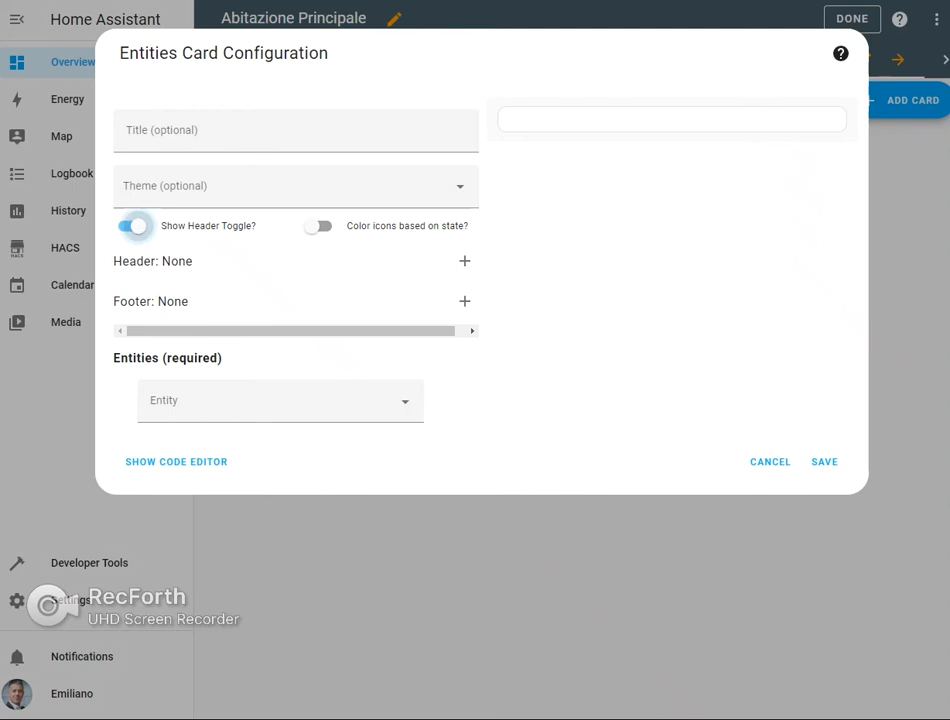 Home Assistant
Abitazione Principale
DONE
Entities Card Configuration
Overview
ADD CARD
Energy
Title (optional)
Map
Logbook
Theme (optional)
History
Show Header Toggle?
Color icons based on state?
HACS
HACS
Header: None
Calendar
Footer: None
Media
Entities (required)
Entity
SHOW CODE EDITOR
CANCEL
SAVE
Developer Tools
Settings
RecForth
UHD Screen Recorder
Notifications
Emiliano